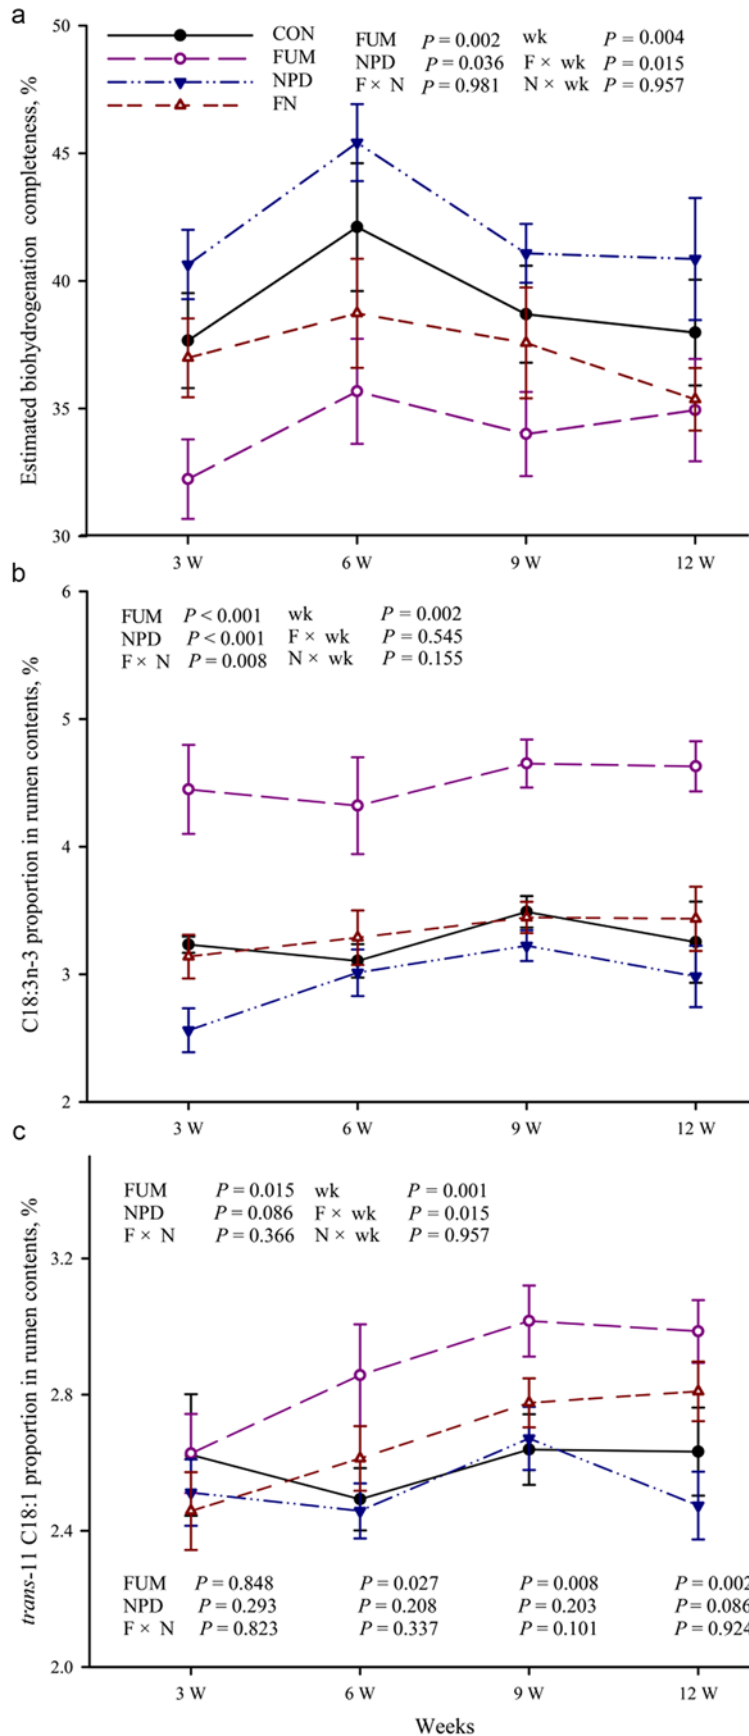 a
50
45
40
35
30
Estimated biohydrogenation completeness, %
CON
FUM
NPD
FN
FUM P = 0.002 wk P = 0.004
NPD P = 0.036 F × wk P = 0.015
F × N P = 0.981 N × wk P = 0.957
3 W 6 W 9 W 12 W
b
6
5
4
3
2
C18:3n-3 proportion in rumen contents, %
FUM P < 0.001 wk P = 0.002
NPD P < 0.001 F × wk P = 0.545
F × N P = 0.008 N × wk P = 0.155
3 W 6 W 9 W 12 W
c
3.2
2.8
2.4
2.0
trans-11 C18:1 proportion in rumen contents, %
FUM P = 0.015 wk P = 0.001
NPD P = 0.086 F × wk P = 0.015
F × N P = 0.366 N × wk P = 0.957
FUM P = 0.848 P = 0.027 P = 0.008 P = 0.002
NPD P = 0.293 P = 0.208 P = 0.203 P = 0.086
F × N P = 0.823 P = 0.337 P = 0.101 P = 0.924
3 W 6 W 9 W 12 W
Weeks